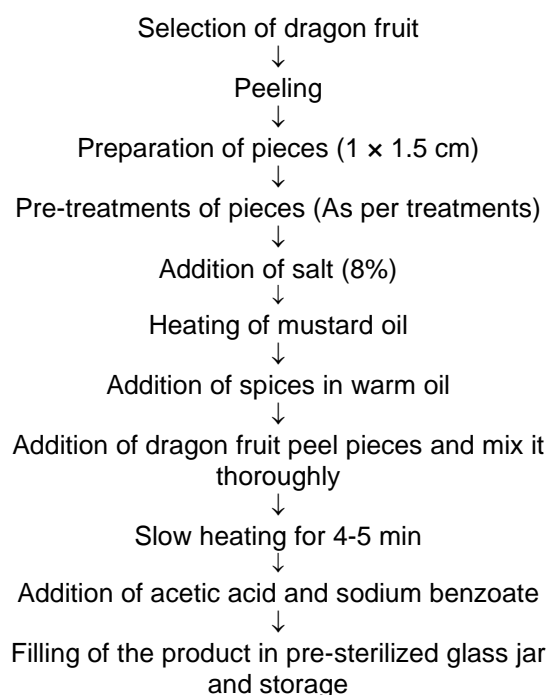 Selection of dragon fruit
↓
Peeling
↓
Preparation of pieces (1 × 1.5 cm)
↓
Pre-treatments of pieces (As per treatments)
↓
Addition of salt (8%)
↓
Heating of mustard oil
↓
Addition of spices in warm oil
↓
Addition of dragon fruit peel pieces and mix it
thoroughly
↓
Slow heating for 4-5 min
↓
Addition of acetic acid and sodium benzoate
↓
Filling of the product in pre-sterilized glass jar
and storage